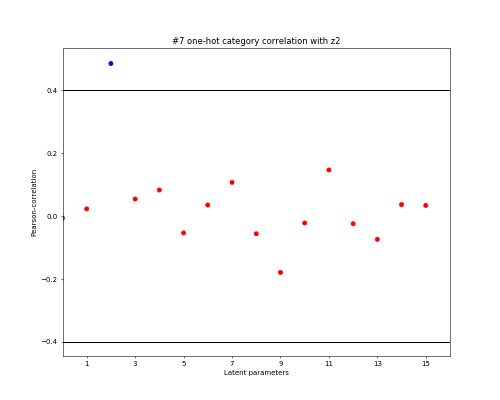 #7 one-hot category correlation with z2
0.4
0.2
0.0
−0.2
−0.4
Pearson-correlation
1 3 5 7 9 11 13 15
Latent parameters